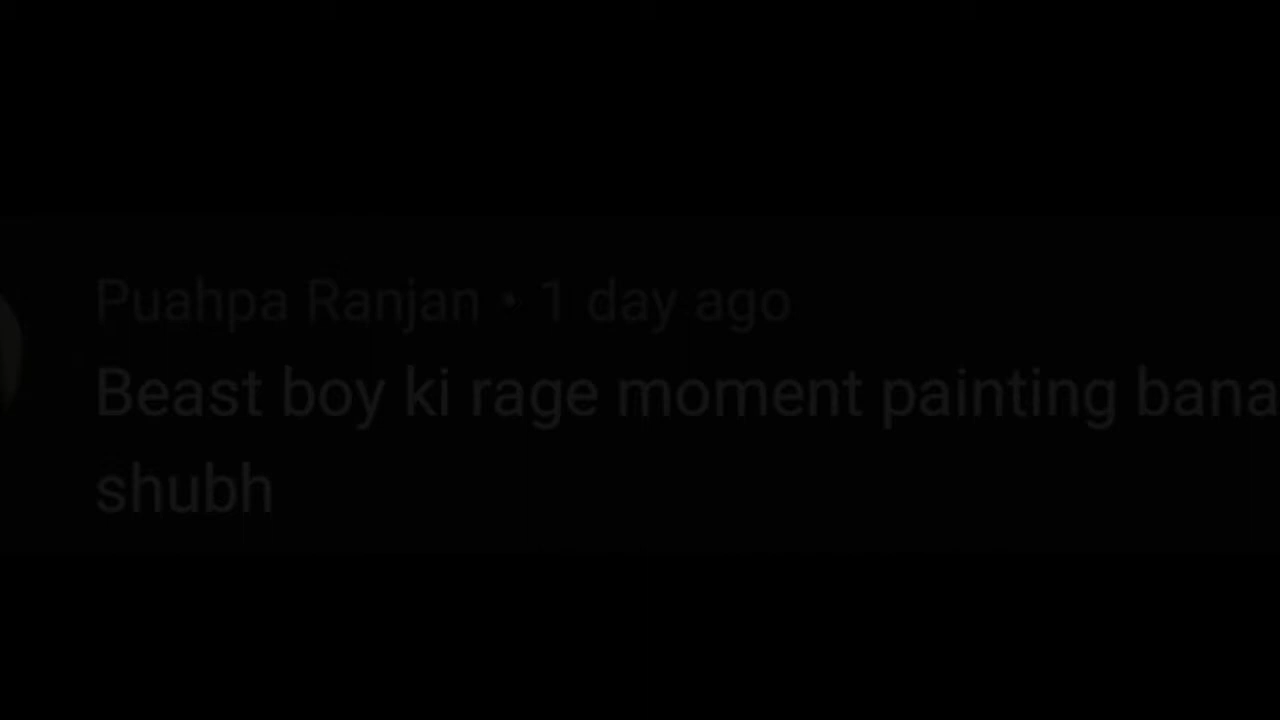 Puahpa Ranjan • 1 day ago
Beast boy ki rage moment painting bana
shubh